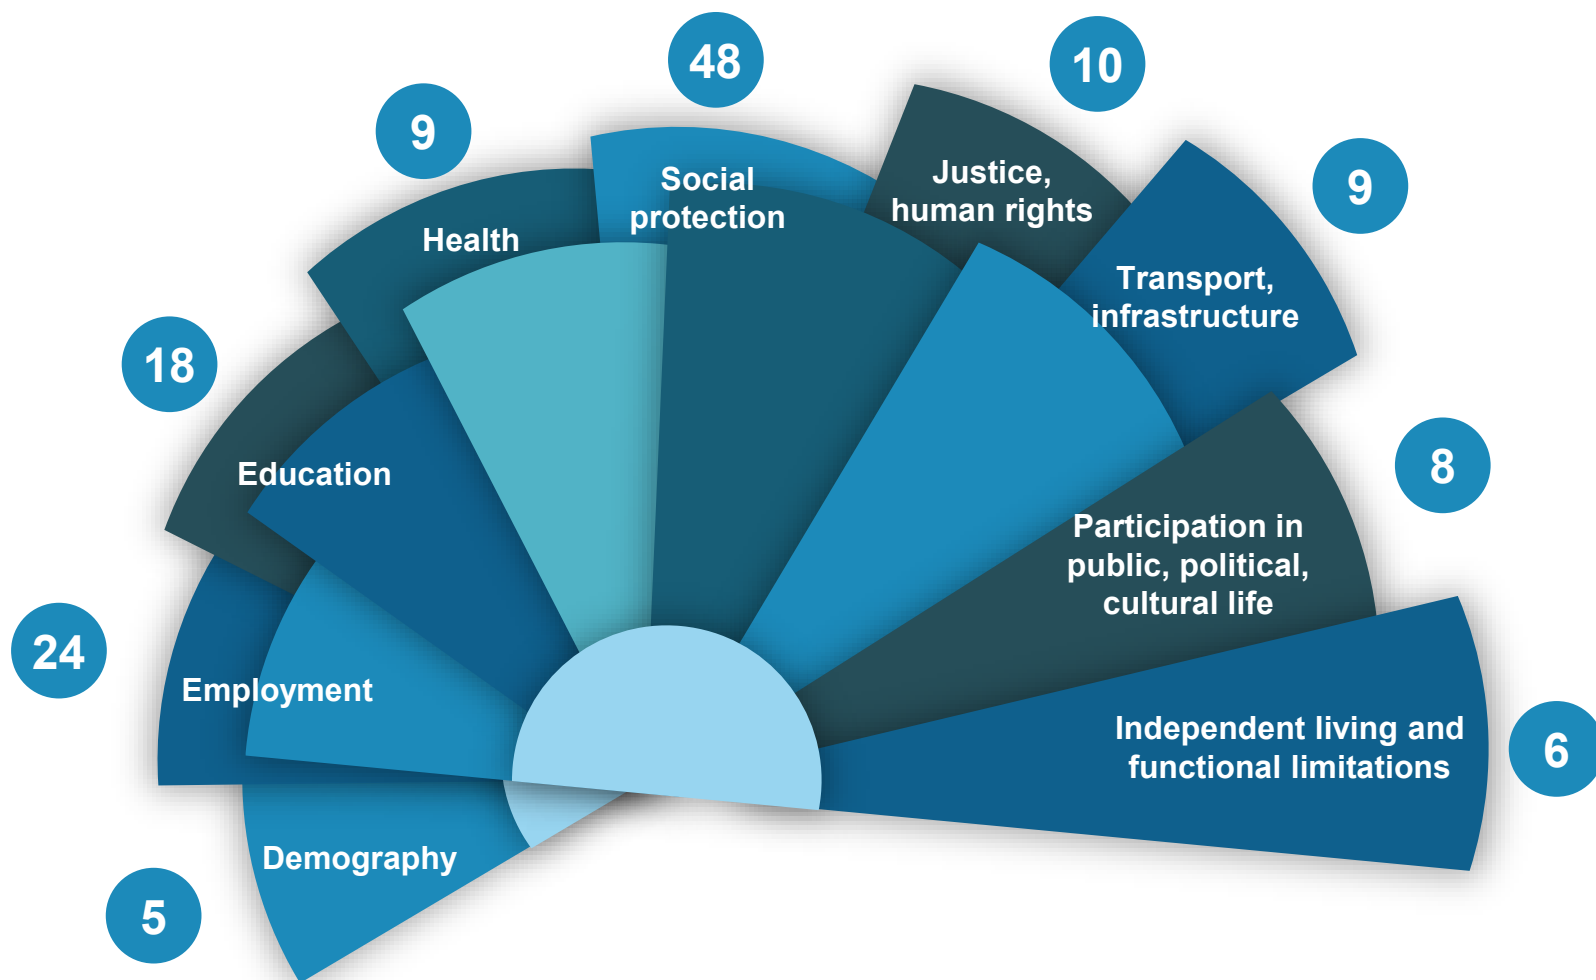 48
10
9
9
Social
protection
Justice,
human rights
Health
Transport,
infrastructure
18
Education
8
Participation in
public, political,
cultural life
24
Employment
Independent living and
functional limitations
6
Demography
5